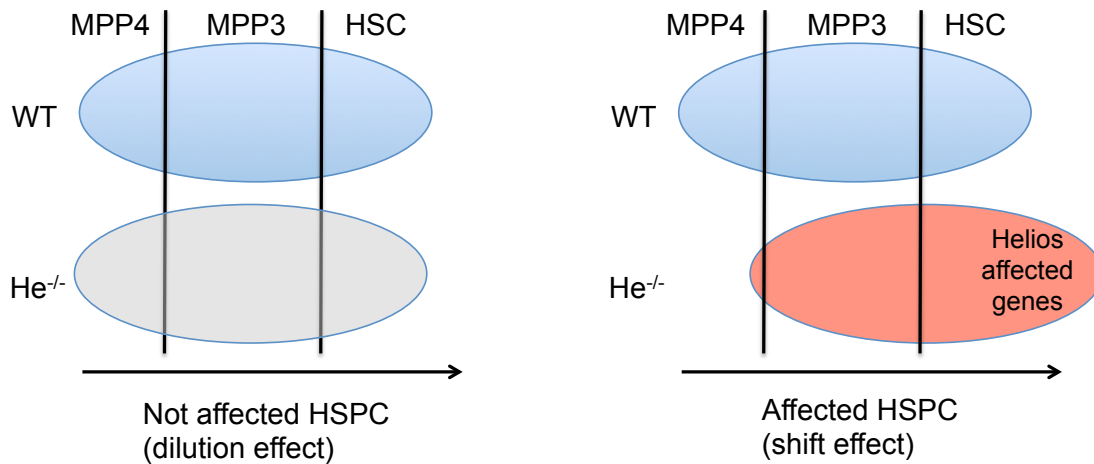 MPP4 MPP3 HSC
WT
He-/-
Not affected HSPC
(dilution effect)
MPP4 MPP3 HSC
WT
He-/-
Helios
affected
genes
Affected HSPC
(shift effect)